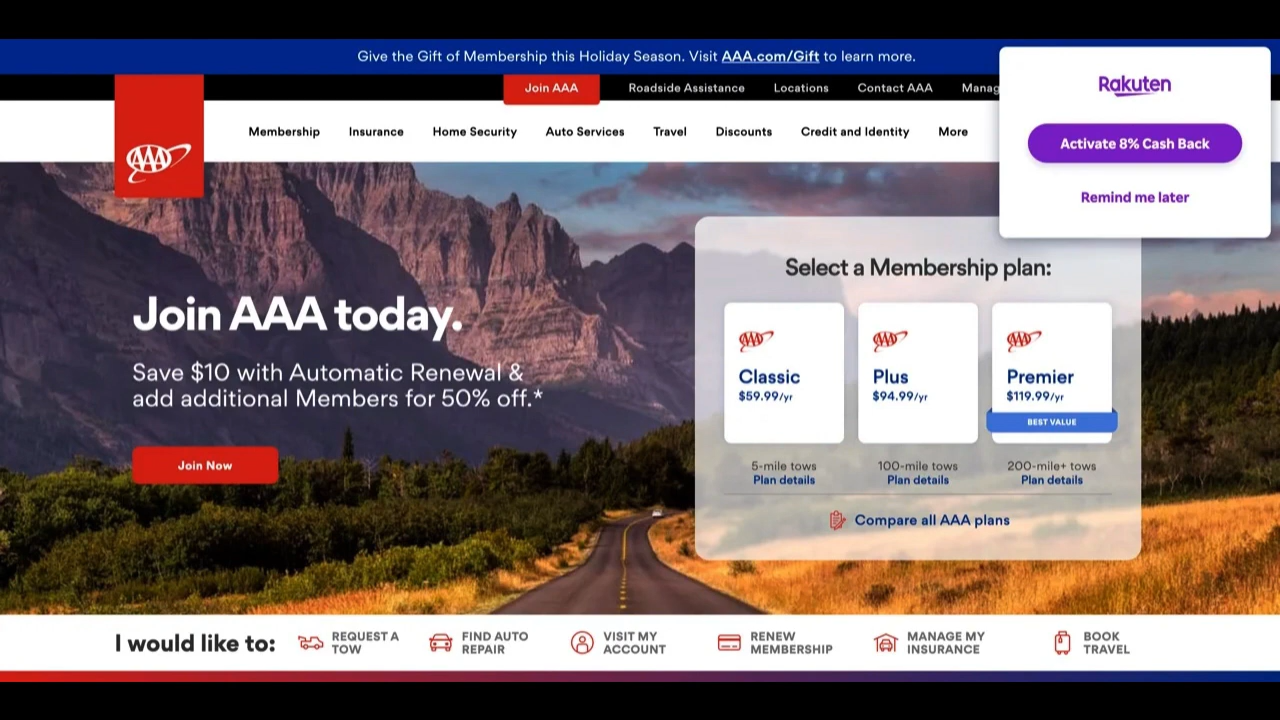 Give the Gift of Membership this Holiday Season. Visit AAA.com/Gift to learn more.
Rakuten
Activate 8% Cash Back
Remind me later
Join AAA
Roadside Assistance
Locations
Contact AAA
Manag
AAA
Membership
Insurance
Home Security
Auto Services
Travel
Discounts
Credit and Identity
More
Join AAA today.
Save $10 with Automatic Renewal &
add additional Members for 50% off.*
Join Now
Select a Membership plan:
AAA
Classic
$59.99/yr
5-mile tows
Plan details
AAA
Plus
$94.99/yr
100-mile tows
Plan details
AAA
Premier
$119.99/yr
BEST VALUE
200-mile+ tows
Plan details
Compare all AAA plans
I would like to:
REQUEST A
TOW
FIND AUTO
REPAIR
VISIT MY
ACCOUNT
RENEW
MEMBERSHIP
MANAGE MY
INSURANCE
BOOK
TRAVEL